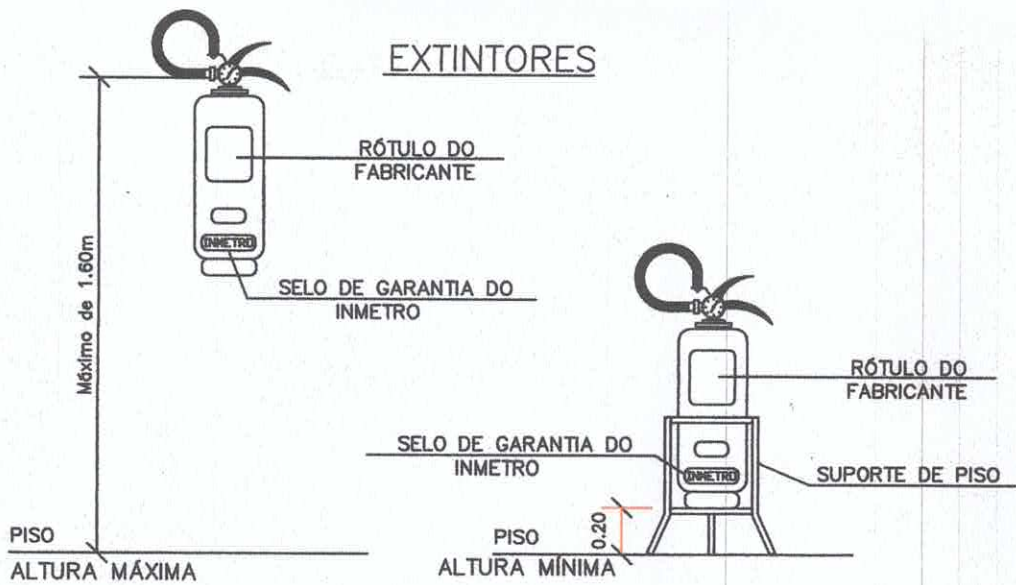 EXTINTORES
RÓTULO DO
FABRICANTE
INMETRO
SELO DE GARANTIA DO
INMETRO
Máximo de 1.60m
PISO
ALTURA MÁXIMA
RÓTULO DO
FABRICANTE
SELO DE GARANTIA DO
INMETRO
INMETRO
SUPORTE DE PISO
0.20
PISO
ALTURA MÍNIMA